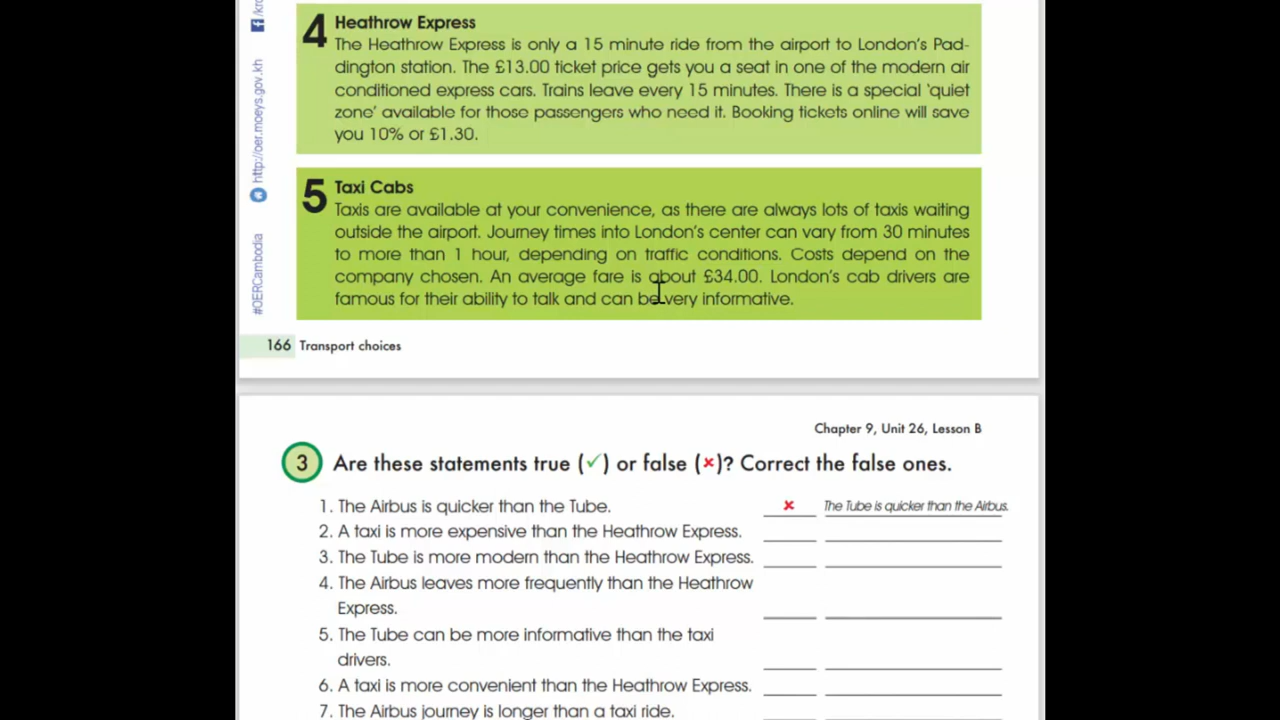 4 Heathrow Express
The Heathrow Express is only a 15 minute ride from the airport to London's Pad-
dington station. The £13.00 ticket price gets you a seat in one of the modern air
conditioned express cars. Trains leave every 15 minutes. There is a special 'quiet
zone' available for those passengers who need it. Booking tickets online will save
you 10% or £1.30.
5 Taxi Cabs
Taxis are available at your convenience, as there are always lots of taxis waiting
outside the airport. Journey times into London's center can vary from 30 minutes
to more than 1 hour, depending on traffic conditions. Costs depend on the
company chosen. An average fare is about £34.00. London's cab drivers are
famous for their ability to talk and can be very informative.
#OERCambodia http://oer.moeys.gov.kh
166 Transport choices
Chapter 9, Unit 26, Lesson B
3 Are these statements true (✓) or false (✘)? Correct the false ones.
1. The Airbus is quicker than the Tube. ✘ The Tube is quicker than the Airbus.
2. A taxi is more expensive than the Heathrow Express.
3. The Tube is more modern than the Heathrow Express.
4. The Airbus leaves more frequently than the Heathrow
Express.
5. The Tube can be more informative than the taxi
drivers.
6. A taxi is more convenient than the Heathrow Express.
7. The Airbus journey is longer than a taxi ride.